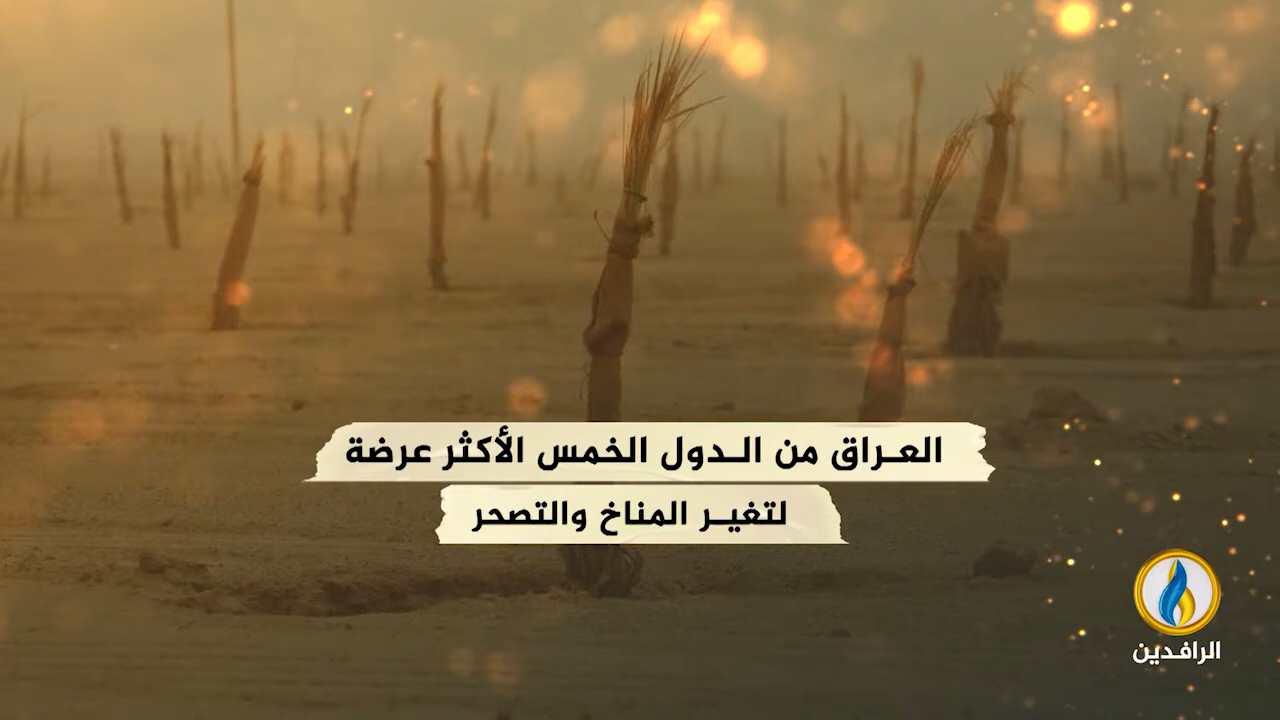 العراق من الدول الخمس الأكثر عرضة
لتغير المناخ والتصحر
الرافدين